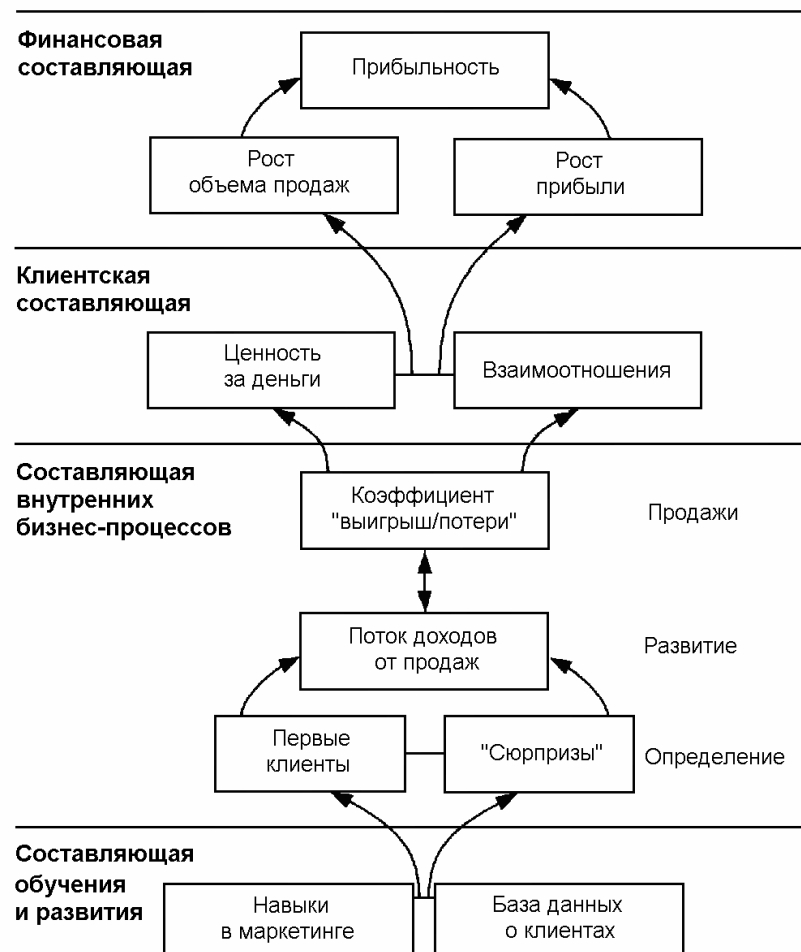 Финансовая
составляющая
Прибыльность
Рост
объема продаж
Рост
прибыли
Клиентская
составляющая
Ценность
за деньги
Взаимоотношения
Составляющая
внутренних
бизнес-процессов
Коэффициент
"выигрыш/потери"
Продажи
Поток доходов
от продаж
Развитие
Первые
клиенты
"Сюрпризы"
Определение
Составляющая
обучения
и развития
Навыки
в маркетинге
База данных
о клиентах